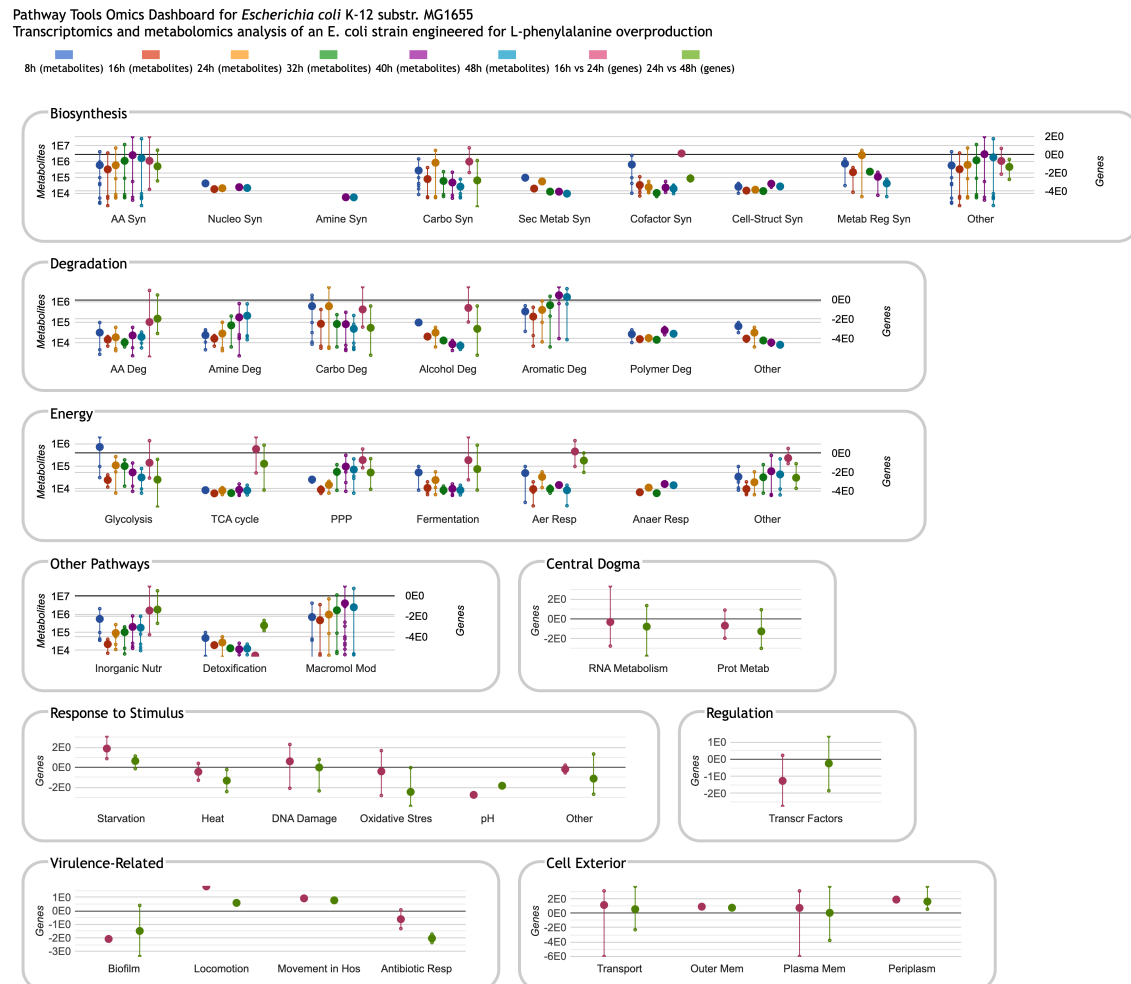 Pathway Tools Omics Dashboard for Escherichia coli K-12 substr. MG1655
Transcriptomics and metabolomics analysis of an E. coli strain engineered for L-phenylalanine overproduction
8h (metabolites) 16h (metabolites) 24h (metabolites) 32h (metabolites) 40h (metabolites) 48h (metabolites) 16h vs 24h (genes) 24h vs 48h (genes)
Biosynthesis
Metabolites
1E7
1E6
1E5
1E4
2E0
0E0
-2E0
-4E0
Genes
AA Syn Nucleo Syn Amine Syn Carbo Syn Sec Metab Syn Cofactor Syn Cell-Struct Syn Metab Reg Syn Other
Degradation
Metabolites
1E6
1E5
1E4
0E0
-2E0
-4E0
Genes
AA Deg Amine Deg Carbo Deg Alcohol Deg Aromatic Deg Polymer Deg Other
Energy
Metabolites
1E6
1E5
1E4
0E0
-2E0
-4E0
Genes
Glycolysis TCA cycle PPP Fermentation Aer Resp Anaer Resp Other
Other Pathways
Metabolites
1E7
1E6
1E5
1E4
0E0
-2E0
-4E0
Genes
Inorganic Nutr Detoxification Macromol Mod
Central Dogma
Genes
2E0
0E0
-2E0
RNA Metabolism Prot Metab
Response to Stimulus
Genes
2E0
0E0
-2E0
Starvation Heat DNA Damage Oxidative Stres pH Other
Regulation
Genes
1E0
0E0
-1E0
-2E0
Transcr Factors
Virulence-Related
Genes
1E0
0E0
-1E0
-2E0
-3E0
Biofilm Locomotion Movement in Hos Antibiotic Resp
Cell Exterior
Genes
2E0
0E0
-2E0
-4E0
-6E0
Transport Outer Mem Plasma Mem Periplasm